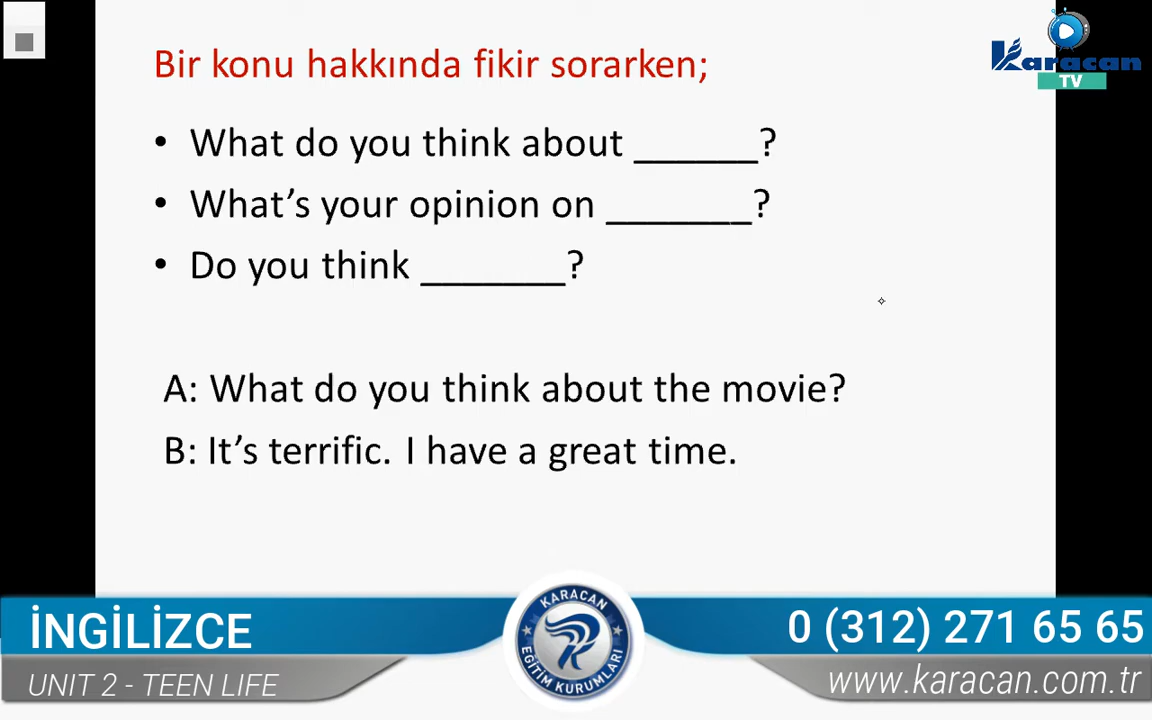 Karacan
TV
Bir konu hakkında fikir sorarken;
• What do you think about ______?
• What’s your opinion on _______?
• Do you think _______?
A: What do you think about the movie?
B: It’s terrific. I have a great time.
İNGİLİZCE
UNIT 2 - TEEN LIFE
KARACAN
EĞİTİM KURUMLARI
0 (312) 271 65 65
www.karacan.com.tr